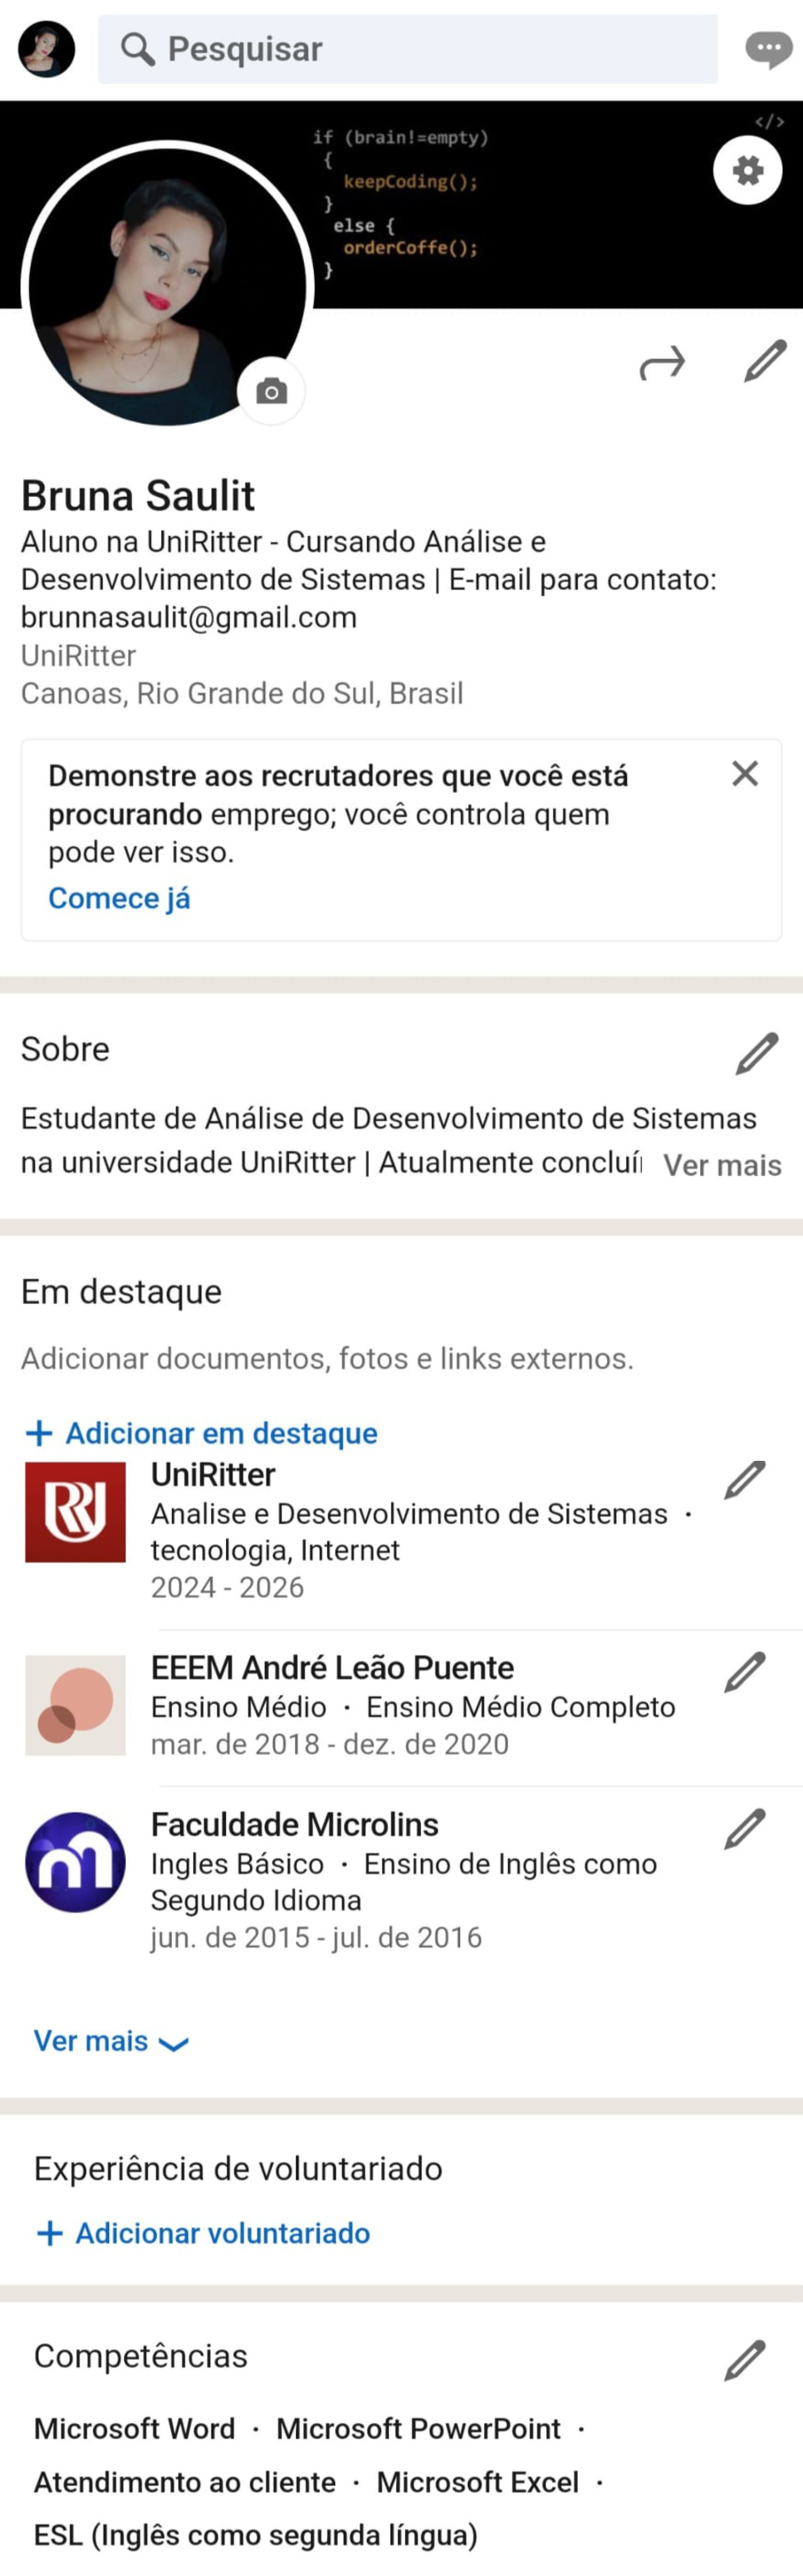 Pesquisar
</>
if (brain!=empty)
{
keepCoding();
}
else {
orderCoffe();
}
Bruna Saulit
Aluno na UniRitter - Cursando Análise e
Desenvolvimento de Sistemas | E-mail para contato:
brunnasaulit@gmail.com
UniRitter
Canoas, Rio Grande do Sul, Brasil
Demonstre aos recrutadores que você está
procurando emprego; você controla quem
pode ver isso.
Comece já
Sobre
Estudante de Análise de Desenvolvimento de Sistemas
na universidade UniRitter | Atualmente concluí Ver mais
Em destaque
Adicionar documentos, fotos e links externos.
+ Adicionar em destaque
UniRitter
Analise e Desenvolvimento de Sistemas ·
tecnologia, Internet
2024 - 2026
EEEM André Leão Puente
Ensino Médio · Ensino Médio Completo
mar. de 2018 - dez. de 2020
Faculdade Microlins
Ingles Básico · Ensino de Inglês como
Segundo Idioma
jun. de 2015 - jul. de 2016
Ver mais
Experiência de voluntariado
+ Adicionar voluntariado
Competências
Microsoft Word · Microsoft PowerPoint ·
Atendimento ao cliente · Microsoft Excel ·
ESL (Inglês como segunda língua)